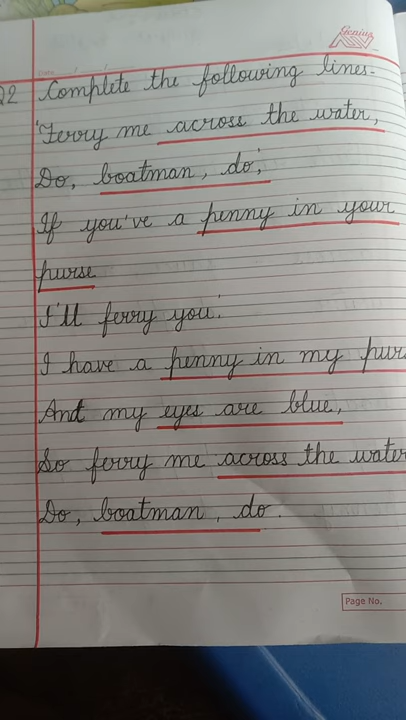 Genius
Date
Q2 Complete the following lines-
'Ferry me across the water,
Do, boatman, do,'
If you've a penny in your
purse
I'll ferry you.'
I have a penny in my pur
And my eyes are blue,
So ferry me across the water
Do, boatman, do.
Page No.